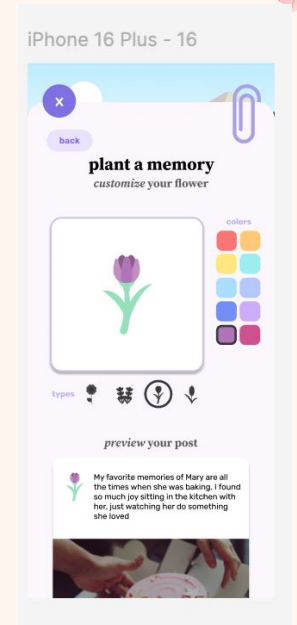 iPhone 16 Plus - 16
x
back
plant a memory
customize your flower
colors
types
preview your post
My favorite memories of Mary are all
the times when she was baking. I found
so much joy sitting in the kitchen with
her, just watching her do something
she loved